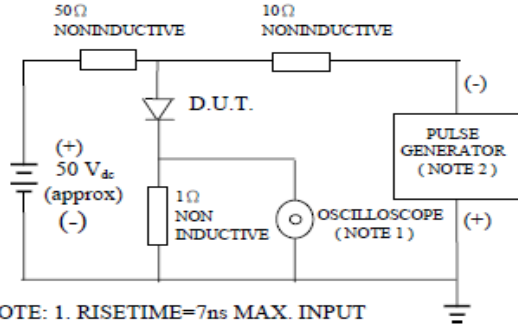 50Ω
NONINDUCTIVE
10Ω
NONINDUCTIVE
(-)
D.U.T.
PULSE
GENERATOR
( NOTE 2 )
(+)
50 Vdc
(approx)
(-)
1Ω
NON
INDUCTIVE
OSCILLOSCOPE
( NOTE 1 )
(+)
OTE: 1. RISETIME=7ns MAX. INPUT